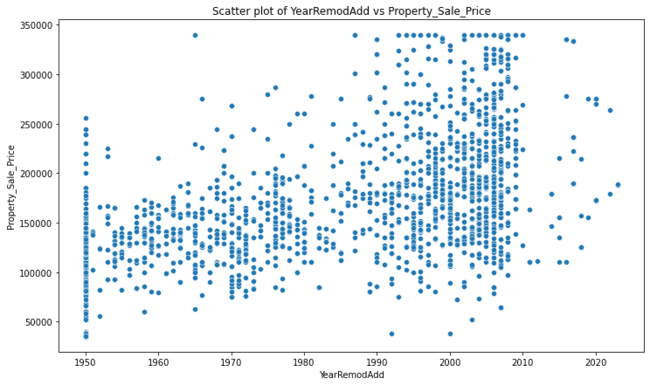 Scatter plot of YearRemodAdd vs Property_Sale_Price
350000
300000
250000
200000
150000
100000
50000
Property_Sale_Price
1950 1960 1970 1980 1990 2000 2010 2020
YearRemodAdd